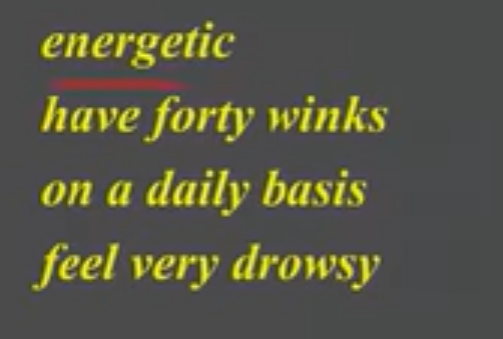 energetic
have forty winks
on a daily basis
feel very drowsy